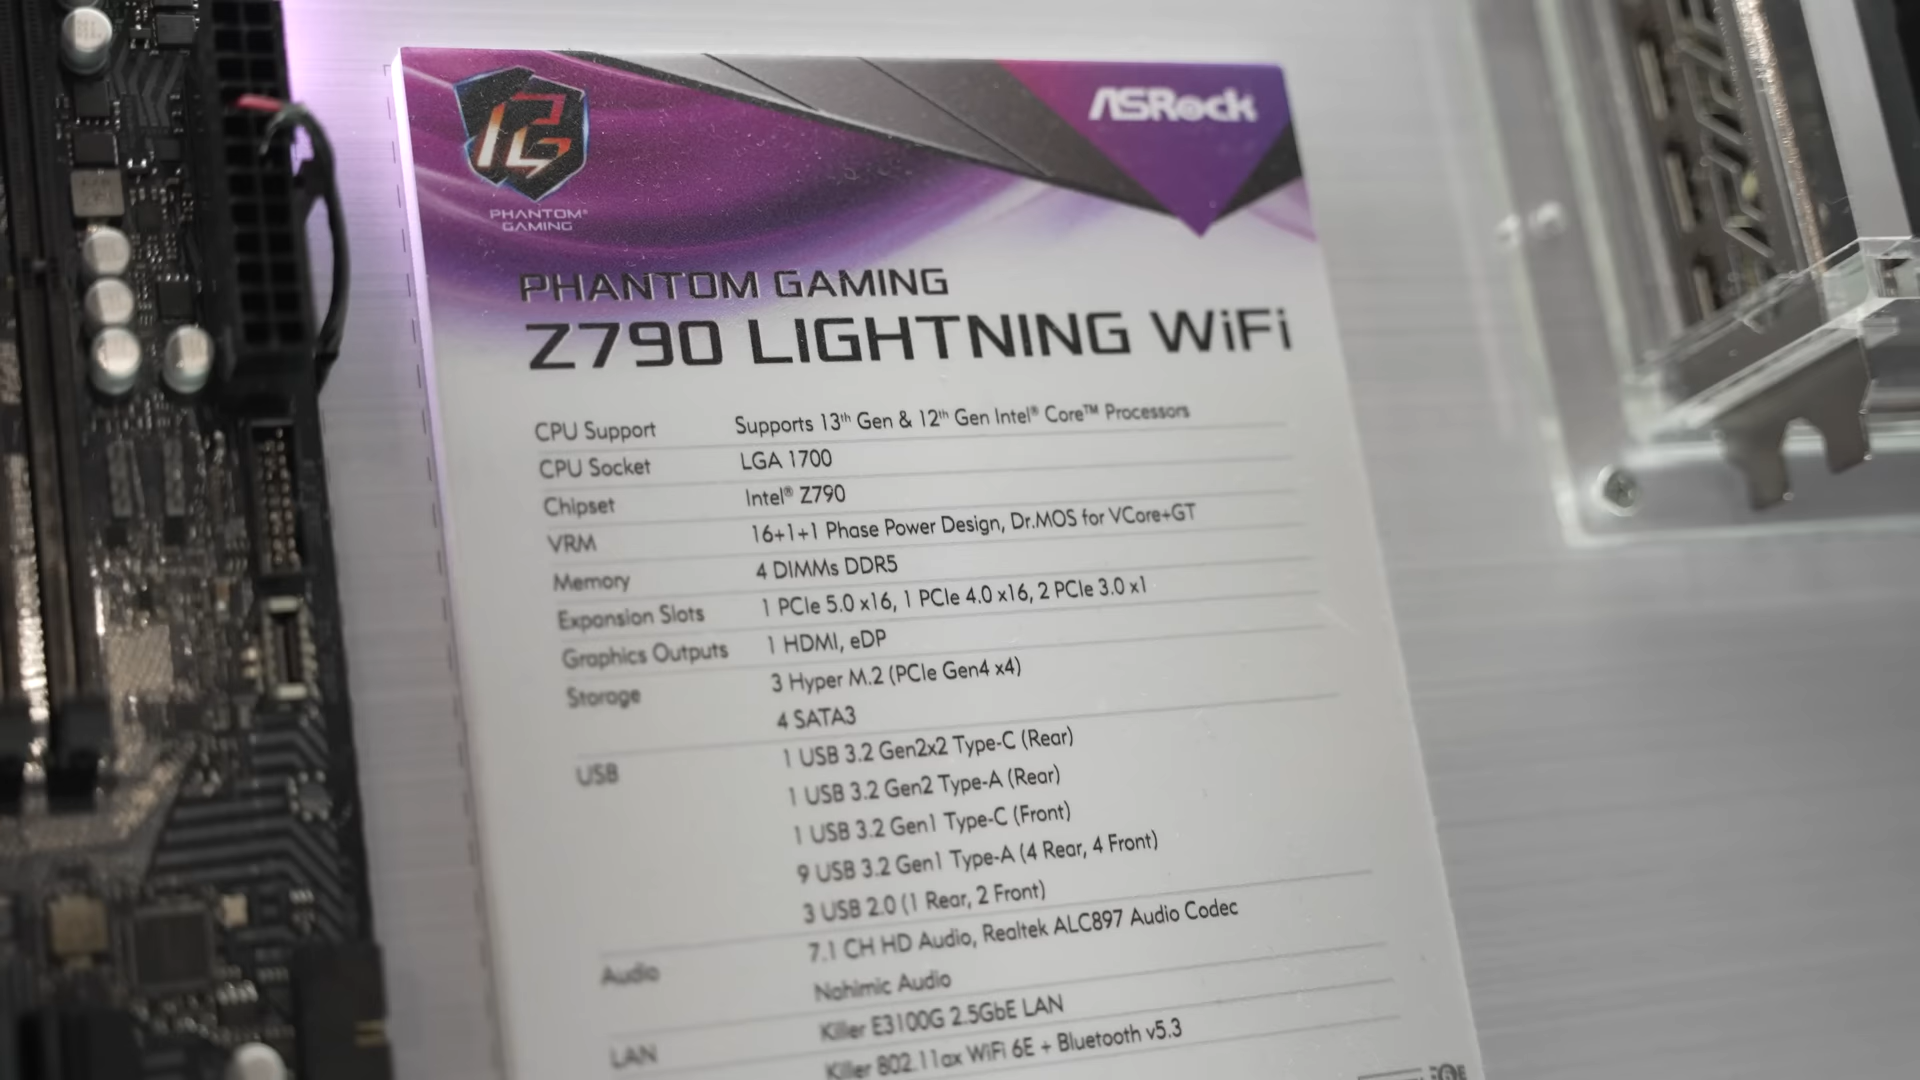 ASRock
PHANTOM®
GAMING
PHANTOM GAMING
Z790 LIGHTNING WiFi
CPU Support Supports 13th Gen & 12th Gen Intel® Core™ Processors
CPU Socket LGA 1700
Chipset Intel® Z790
VRM 16+1+1 Phase Power Design, Dr.MOS for VCore+GT
Memory 4 DIMMs DDR5
Expansion Slots 1 PCIe 5.0 x16, 1 PCIe 4.0 x16, 2 PCIe 3.0 x1
Graphics Outputs 1 HDMI, eDP
Storage 3 Hyper M.2 (PCIe Gen4 x4)
4 SATA3
USB 1 USB 3.2 Gen2x2 Type-C (Rear)
1 USB 3.2 Gen2 Type-A (Rear)
1 USB 3.2 Gen1 Type-C (Front)
9 USB 3.2 Gen1 Type-A (4 Rear, 4 Front)
3 USB 2.0 (1 Rear, 2 Front)
Audio 7.1 CH HD Audio, Realtek ALC897 Audio Codec
Nahimic Audio
LAN Killer E3100G 2.5GbE LAN
Killer 802.11ax WiFi 6E + Bluetooth v5.3